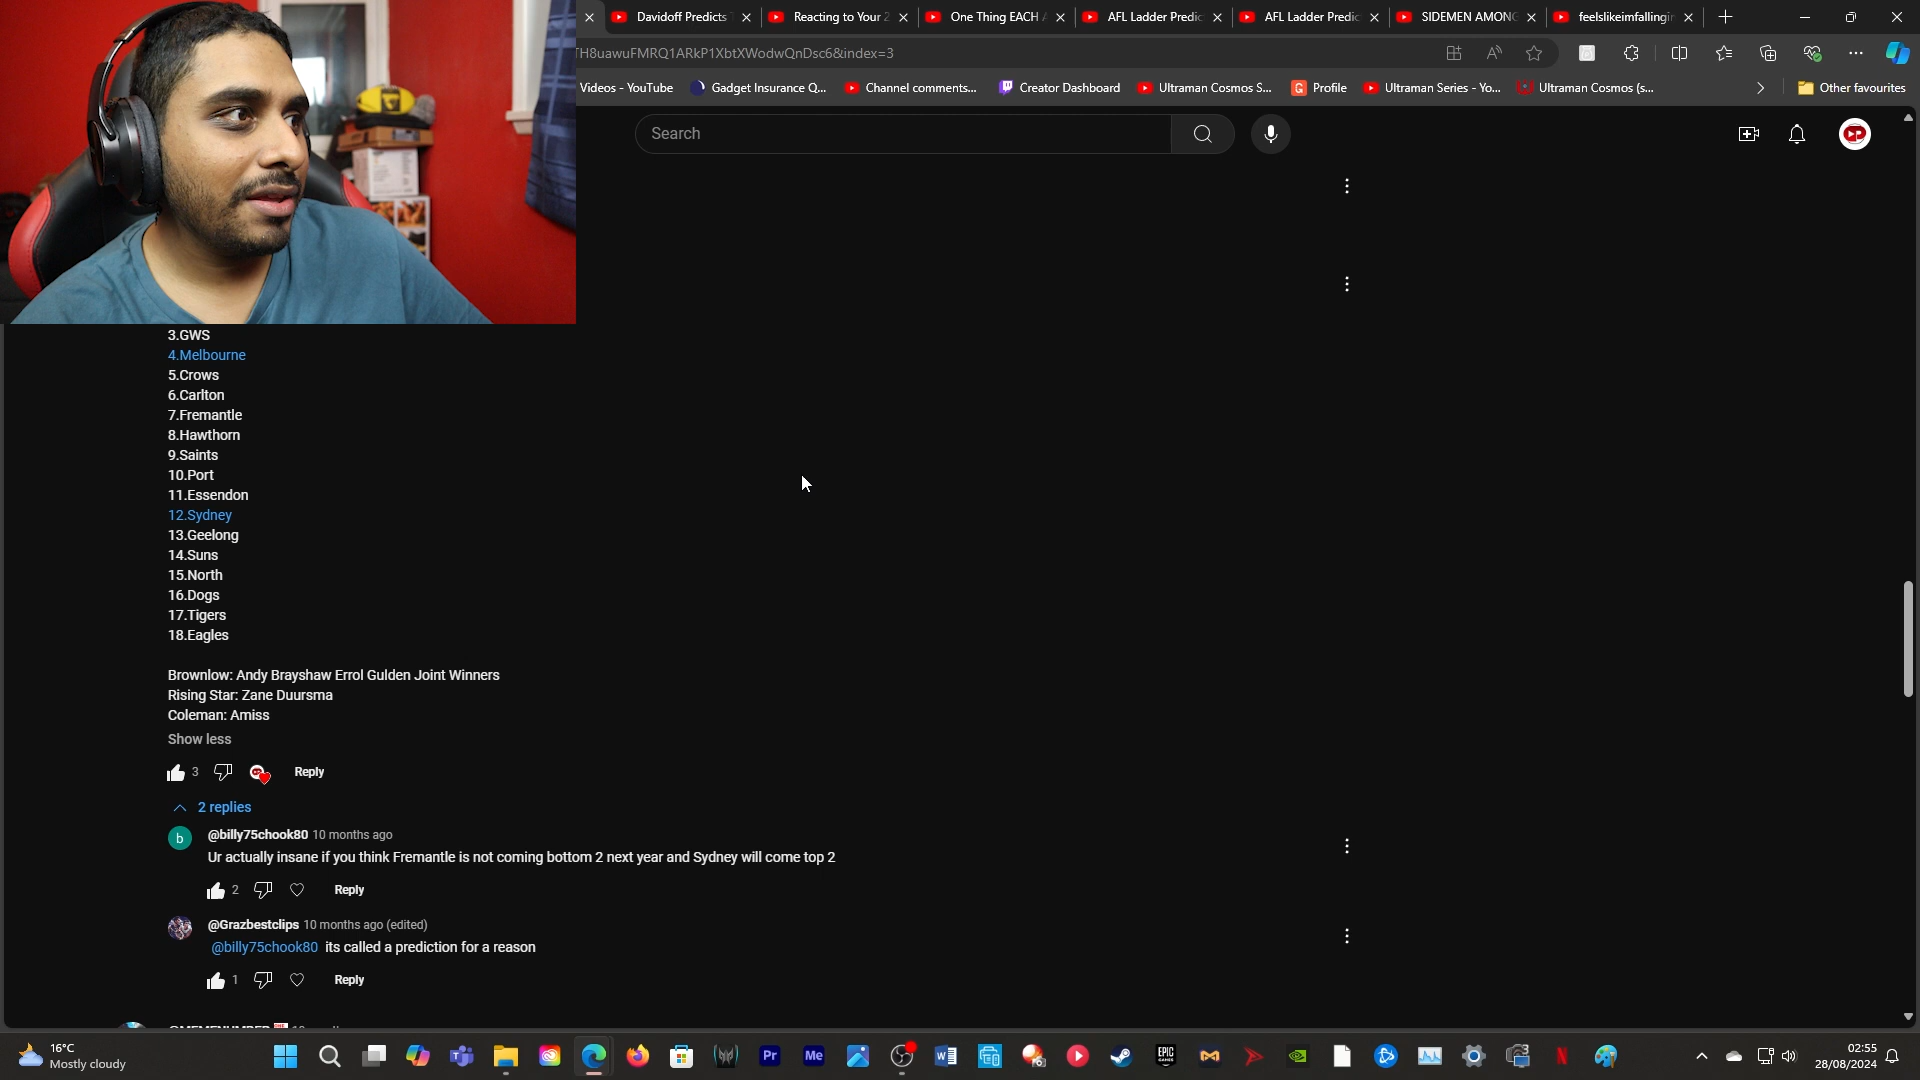 Davidoff Predicts
Reacting to Your 2
One Thing EACH
AFL Ladder Predic
AFL Ladder Predic
SIDEMEN AMONG
feelslikeimfallingin
TH8uawuFMRQ1ARkP1XbtXWodwQnDsc6&index=3
Videos - YouTube
Gadget Insurance Q...
Channel comments...
Creator Dashboard
Ultraman Cosmos S...
Profile
Ultraman Series - Yo...
Ultraman Cosmos (s...
Other favourites
Search
3.GWS
4.Melbourne
5.Crows
6.Carlton
7.Fremantle
8.Hawthorn
9.Saints
10.Port
11.Essendon
12.Sydney
13.Geelong
14.Suns
15.North
16.Dogs
17.Tigers
18.Eagles
Brownlow: Andy Brayshaw Errol Gulden Joint Winners
Rising Star: Zane Duursma
Coleman: Amiss
Show less
3 Reply
2 replies
b
@billy75chook80 10 months ago
Ur actually insane if you think Fremantle is not coming bottom 2 next year and Sydney will come top 2
2 Reply
@Grazbestclips 10 months ago (edited)
@billy75chook80 its called a prediction for a reason
1 Reply
16°C
Mostly cloudy
Pr
Me
EPIC
GAMES
02:55
28/08/2024